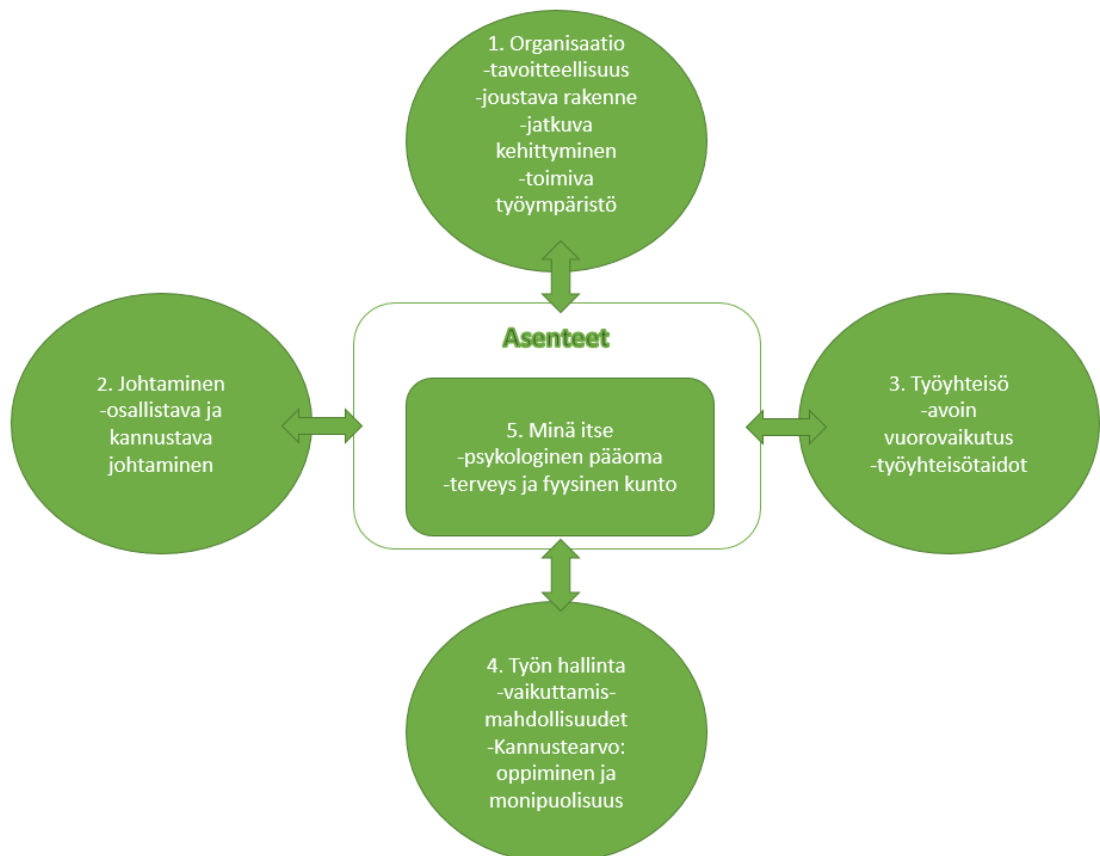 1. Organisaatio
-tavoitteellisuus
-joustava rakenne
-jatkuva
kehittyminen
-toimiva
työympäristö
Asenteet
2. Johtaminen
-osallistava ja
kannustava
johtaminen
5. Minä itse
-psykologinen pääoma
-terveys ja fyysinen kunto
3. Työyhteisö
-avoin
vuorovaikutus
-työyhteisötaidot
4. Työn hallinta
-vaikuttamis-
mahdollisuudet
-Kannustearvo:
oppiminen ja
monipuolisuus